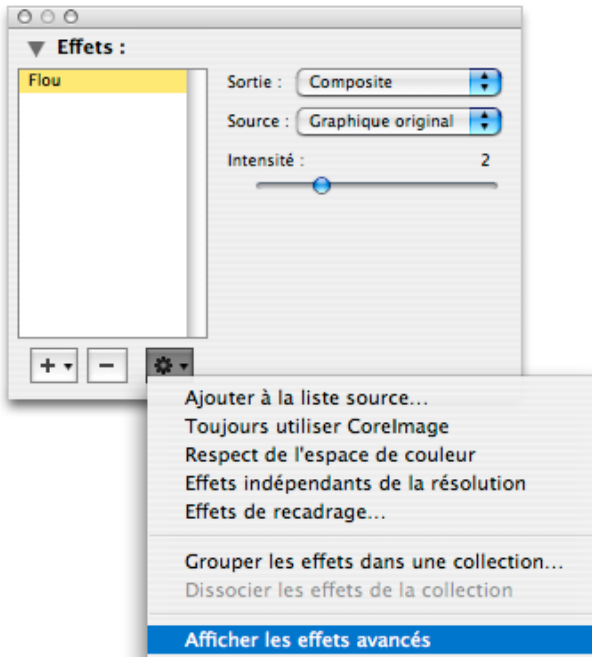 Effets :
Flou
Sortie : Composite
Source : Graphique original
Intensité : 2
Ajouter à la liste source...
Toujours utiliser CoreImage
Respect de l'espace de couleur
Effets indépendants de la résolution
Effets de recadrage...
Grouper les effets dans une collection...
Dissocier les effets de la collection
Afficher les effets avancés